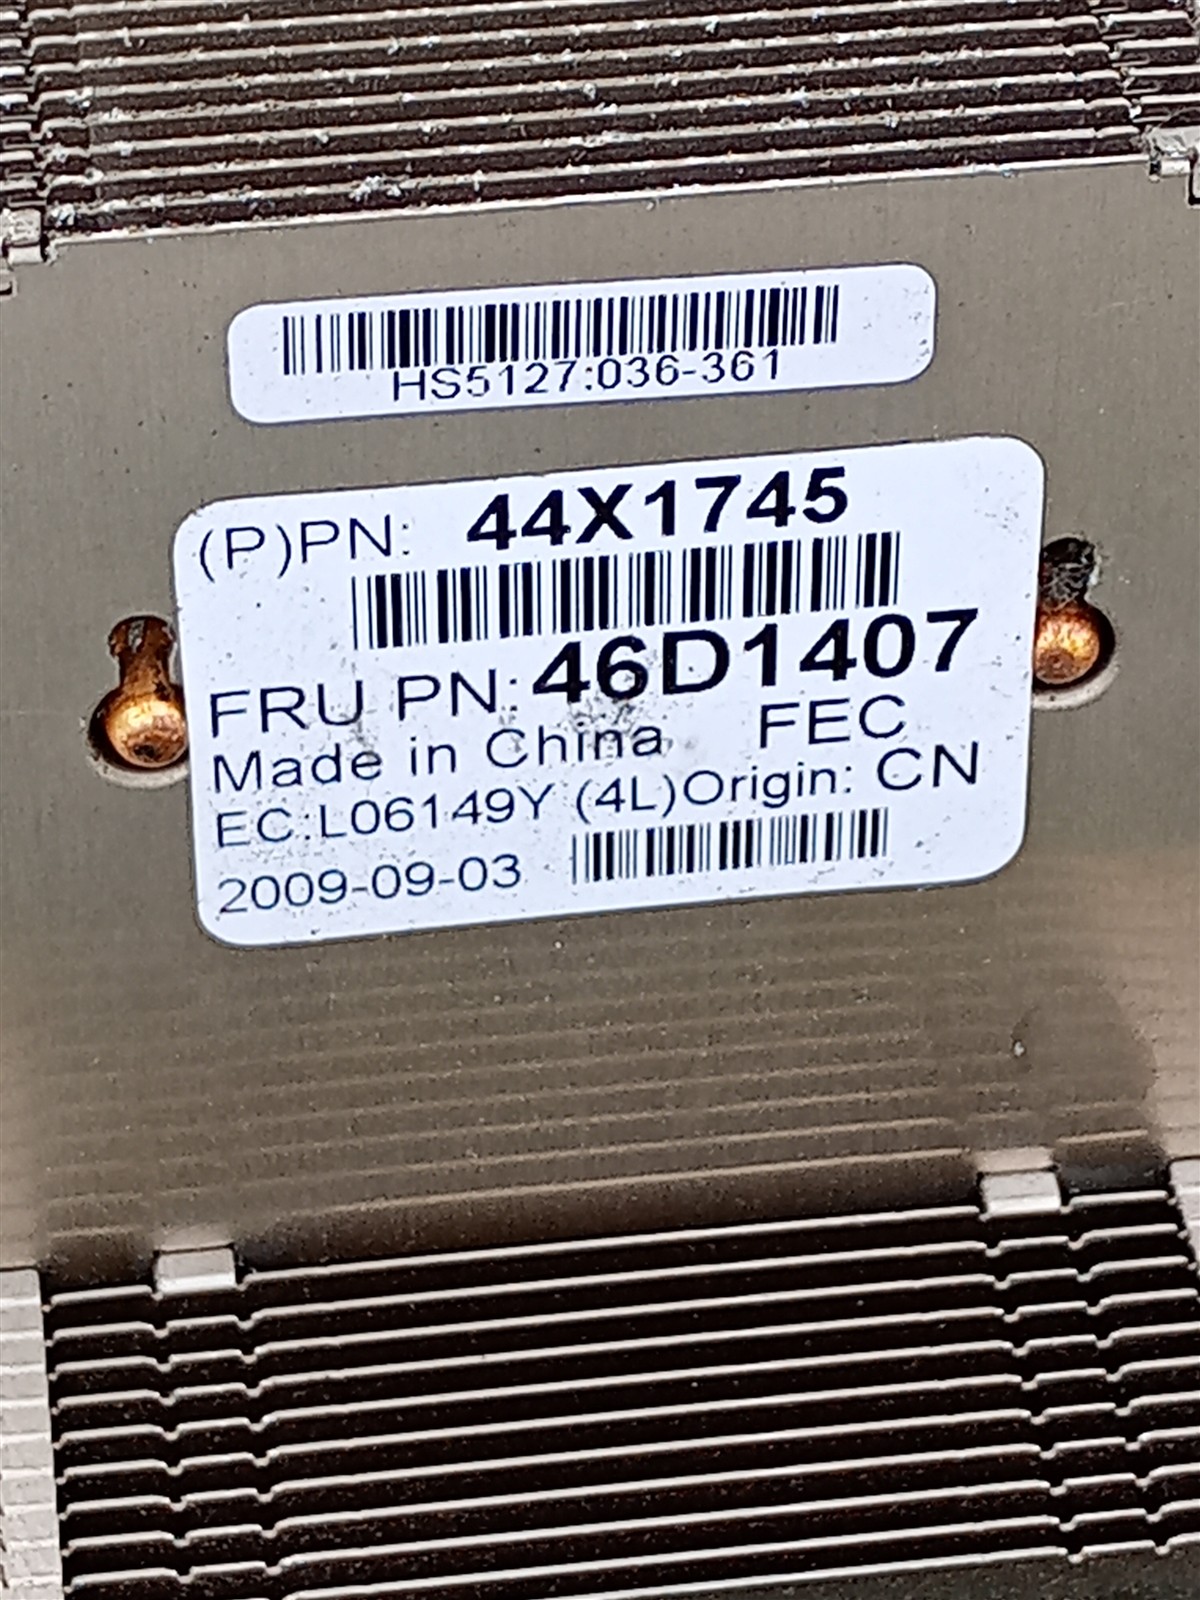 HS5127:036-361
(P)PN: 44X1745
FRU PN: 46D1407
Made in China FEC
EC:L06149Y (4L)Origin: CN
2009-09-03